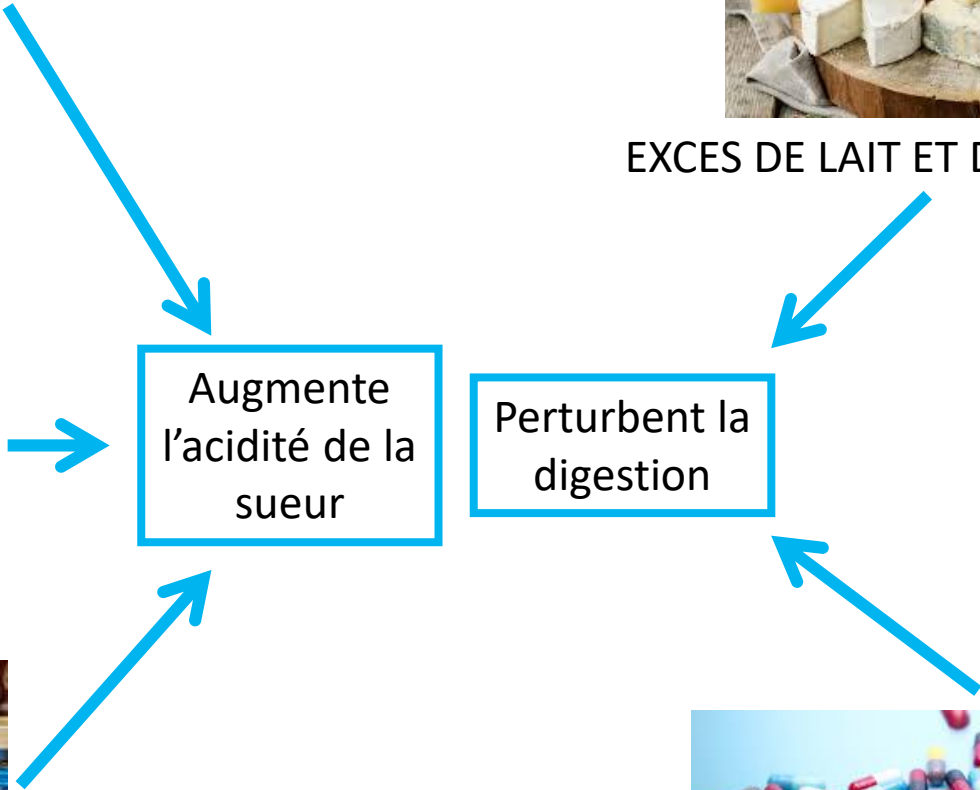 EXCES DE LAIT ET
Augmente
l’acidité de la
sueur
Perturbent la
digestion